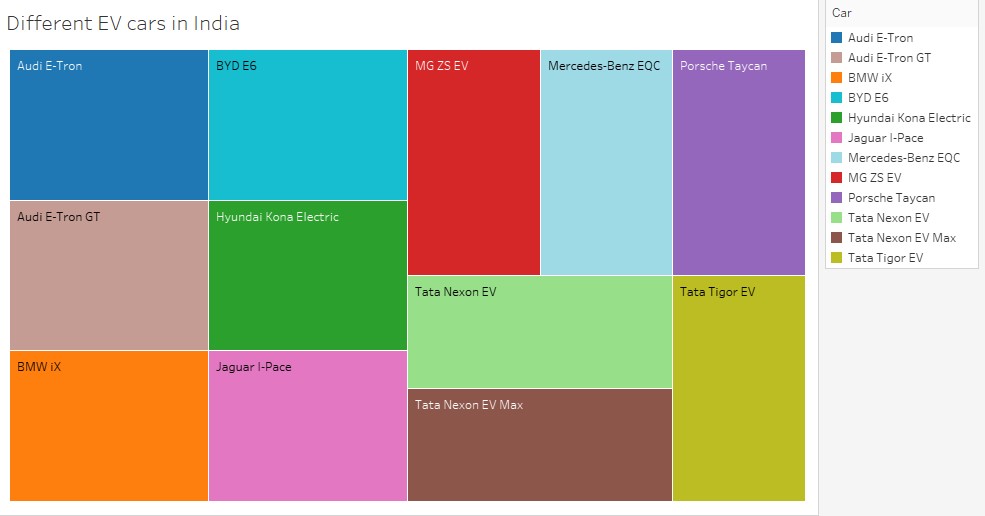 Different EV cars in India
Audi E-Tron
BYD E6
MG ZS EV
Mercedes-Benz EQC
Porsche Taycan
Audi E-Tron GT
Hyundai Kona Electric
Tata Nexon EV
Tata Tigor EV
BMW iX
Jaguar I-Pace
Tata Nexon EV Max
Car
Audi E-Tron
Audi E-Tron GT
BMW iX
BYD E6
Hyundai Kona Electric
Jaguar I-Pace
Mercedes-Benz EQC
MG ZS EV
Porsche Taycan
Tata Nexon EV
Tata Nexon EV Max
Tata Tigor EV